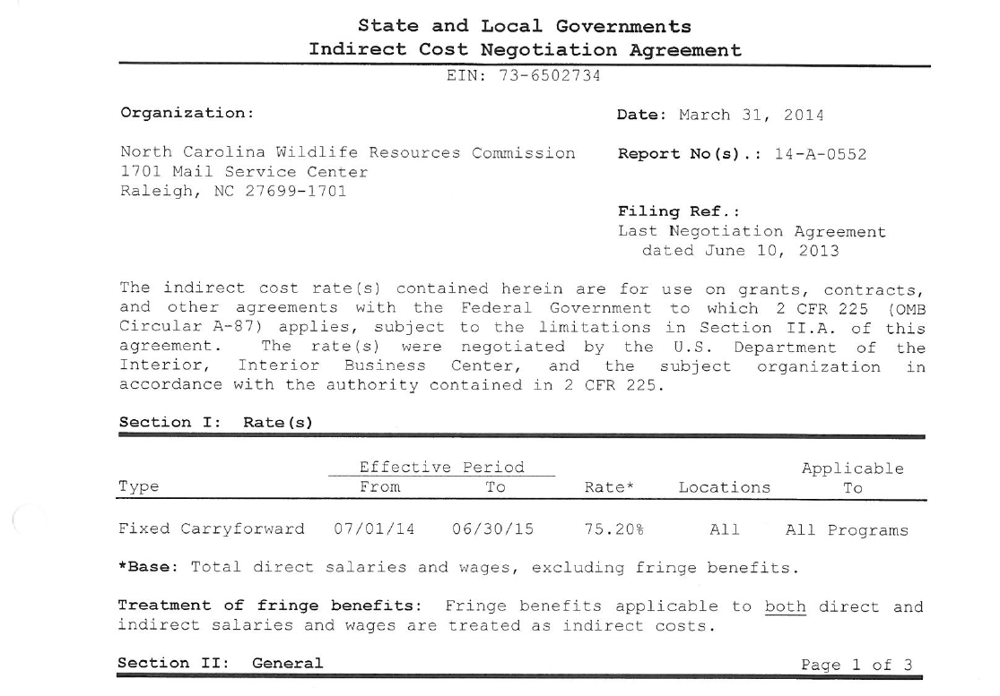 State and Local Governments
Indirect Cost Negotiation Agreement
EIN: 73-6502734
Organization:
Date: March 31, 2014
North Carolina Wildlife Resources Commission
1701 Mail Service Center
Raleigh, NC 27699-1701
Report No(s).: 14-A-0552
Filing Ref.:
Last Negotiation Agreement
dated June 10, 2013
The indirect cost rate(s) contained herein are for use on grants, contracts,
and other agreements with the Federal Government to which 2 CFR 225 (OMB
Circular A-87) applies, subject to the limitations in Section II.A. of this
agreement. The rate(s) were negotiated by the U.S. Department of the
Interior, Interior Business Center, and the subject organization in
accordance with the authority contained in 2 CFR 225.
Section I: Rate(s)
Effective Period Applicable
Type From To Rate* Locations To
Fixed Carryforward 07/01/14 06/30/15 75.20% All All Programs
*Base: Total direct salaries and wages, excluding fringe benefits.
Treatment of fringe benefits: Fringe benefits applicable to both direct and
indirect salaries and wages are treated as indirect costs.
Section II: General Page 1 of 3